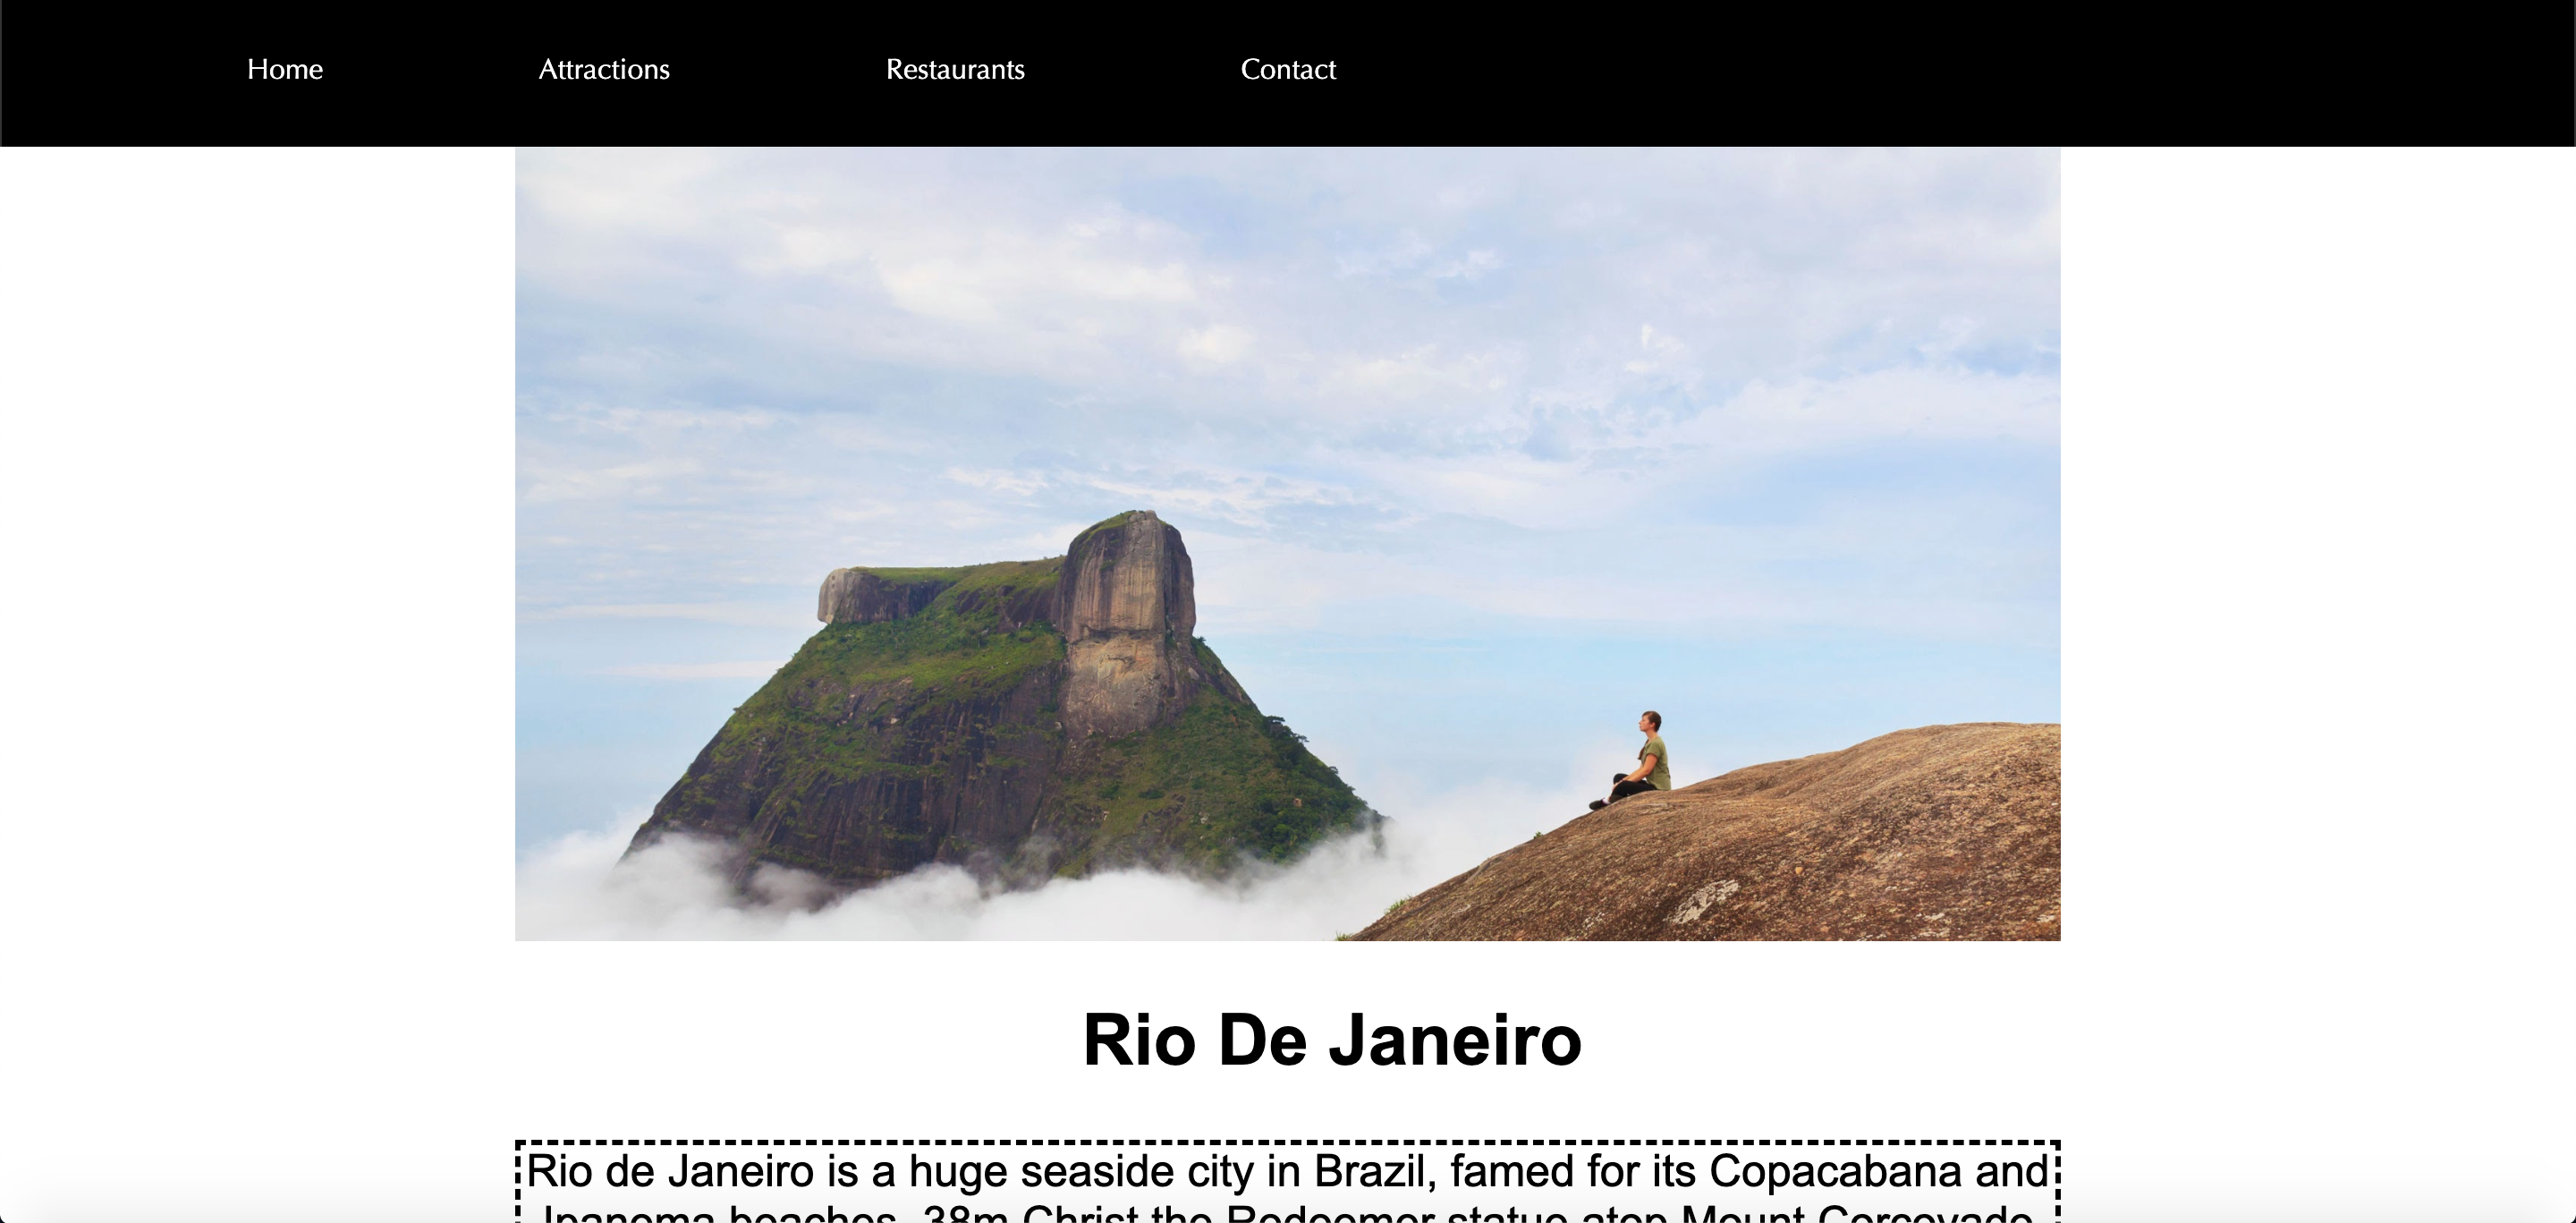 Home Attractions Restaurants Contact
Rio De Janeiro
Rio de Janeiro is a huge seaside city in Brazil, famed for its Copacabana and
Ipanema beaches, 38m Christ the Redeemer statue atop Mount Corcovado